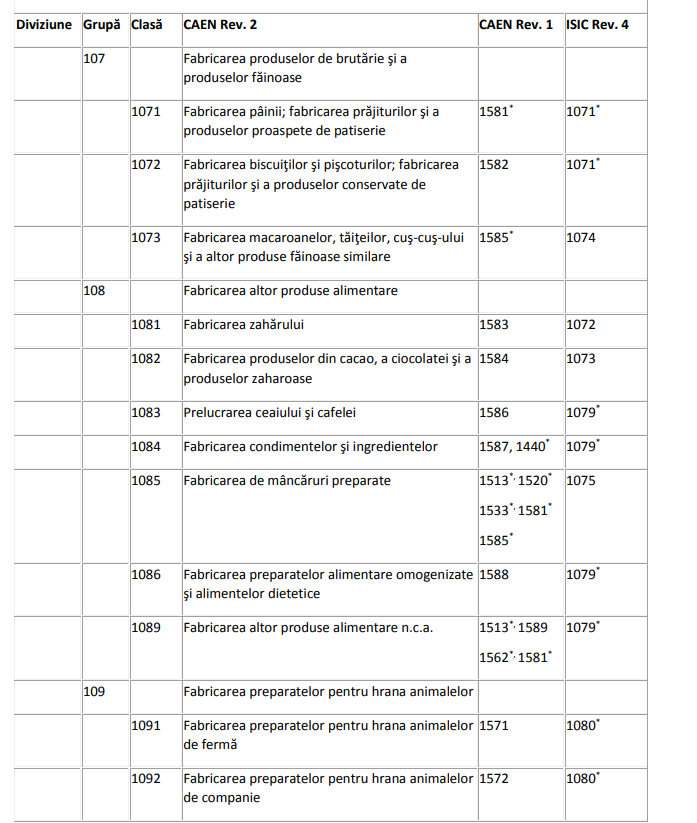 Diviziune Grupă Clasă CAEN Rev. 2 CAEN Rev. 1 ISIC Rev. 4
107 Fabricarea produselor de brutărie şi a
produselor făinoase
1071 Fabricarea pâinii; fabricarea prăjiturilor şi a 1581* 1071*
produselor proaspete de patiserie
1072 Fabricarea biscuiţilor şi pişcoturilor; fabricarea 1582 1071*
prăjiturilor şi a produselor conservate de
patiserie
1073 Fabricarea macaroanelor, tăiţeilor, cuş-cuş-ului 1585* 1074
şi a altor produse făinoase similare
108 Fabricarea altor produse alimentare
1081 Fabricarea zahărului 1583 1072
1082 Fabricarea produselor din cacao, a ciocolatei şi a 1584 1073
produselor zaharoase
1083 Prelucrarea ceaiului şi cafelei 1586 1079*
1084 Fabricarea condimentelor şi ingredientelor 1587, 1440* 1079*
1085 Fabricarea de mâncăruri preparate 1513*, 1520* 1075
1533*, 1581*
1585*
1086 Fabricarea preparatelor alimentare omogenizate 1588 1079*
şi alimentelor dietetice
1089 Fabricarea altor produse alimentare n.c.a. 1513*, 1589 1079*
1562*, 1581*
109 Fabricarea preparatelor pentru hrana animalelor
1091 Fabricarea preparatelor pentru hrana animalelor 1571 1080*
de fermă
1092 Fabricarea preparatelor pentru hrana animalelor 1572 1080*
de companie